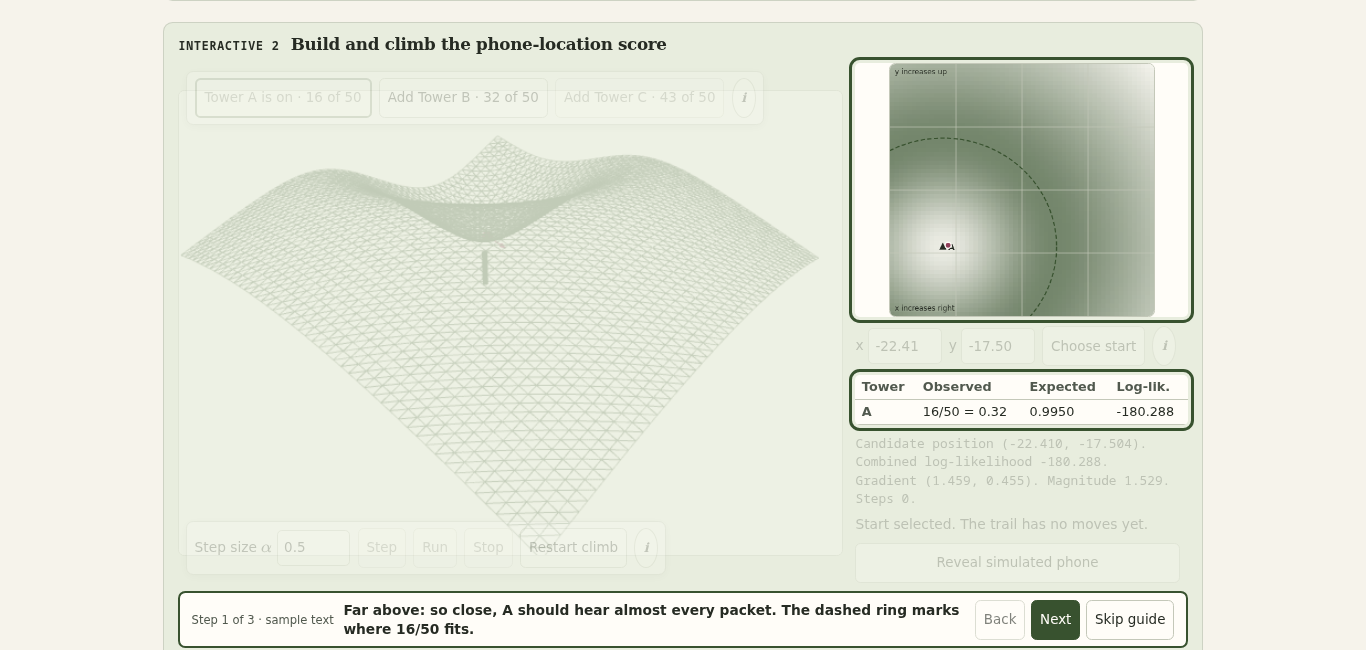 INTERACTIVE 2 Build and climb the phone-location score
Tower A is on · 16 of 50
Add Tower B · 32 of 50
Add Tower C · 43 of 50
i
y increases up
A
x increases right
x -22.41 y -17.50 Choose start i
Tower Observed Expected Log-lik.
A 16/50 = 0.32 0.9950 -180.288
Candidate position (-22.410, -17.504).
Combined log-likelihood -180.288.
Gradient (1.459, 0.455). Magnitude 1.529.
Steps 0.
Start selected. The trail has no moves yet.
Reveal simulated phone
Step size α 0.5 Step Run Stop Restart climb i
Step 1 of 3 · sample text
Far above: so close, A should hear almost every packet. The dashed ring marks
where 16/50 fits.
Back Next Skip guide